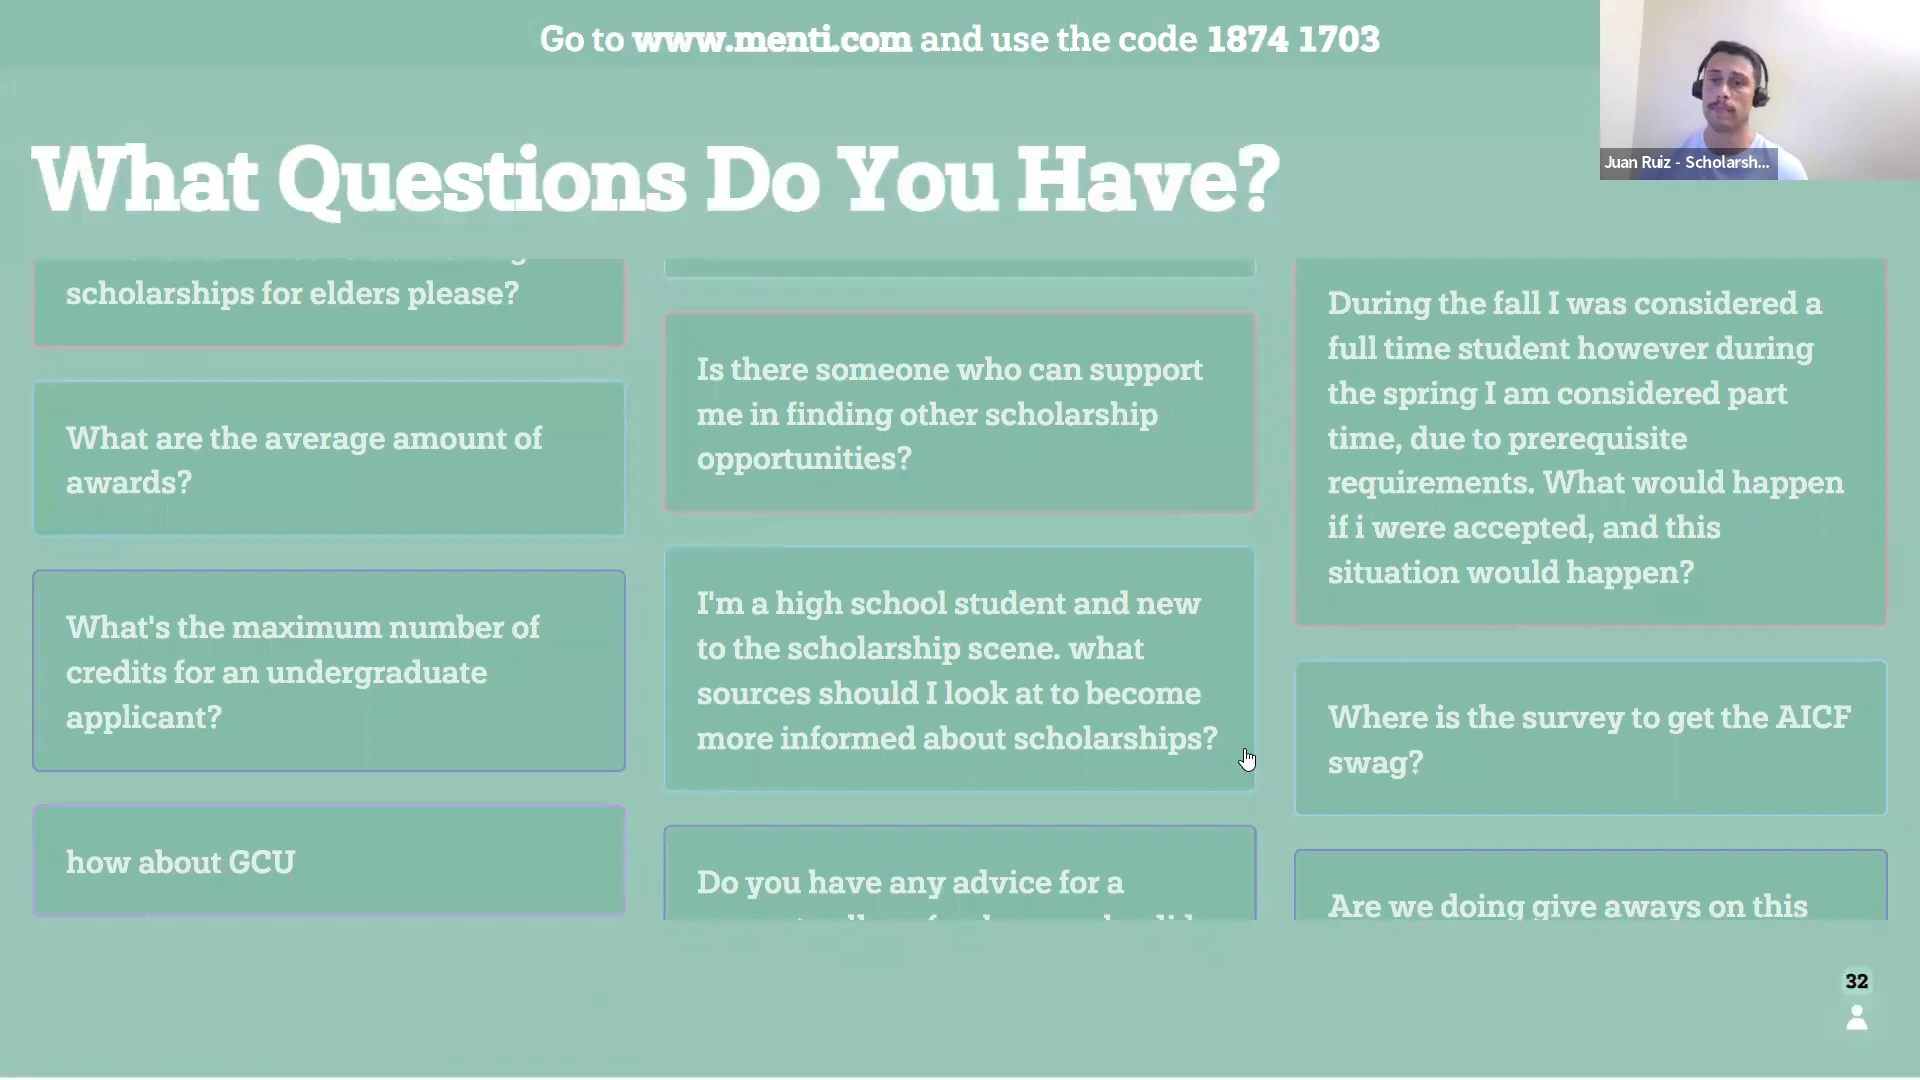 Go to www.menti.com and use the code 1874 1703
Juan Ruiz - Scholarsh...
What Questions Do You Have?
scholarships for elders please?
What are the average amount of
awards?
What's the maximum number of
credits for an undergraduate
applicant?
how about GCU
Is there someone who can support
me in finding other scholarship
opportunities?
I'm a high school student and new
to the scholarship scene. what
sources should I look at to become
more informed about scholarships?
Do you have any advice for a
During the fall I was considered a
full time student however during
the spring I am considered part
time, due to prerequisite
requirements. What would happen
if i were accepted, and this
situation would happen?
Where is the survey to get the AICF
swag?
Are we doing give aways on this
32